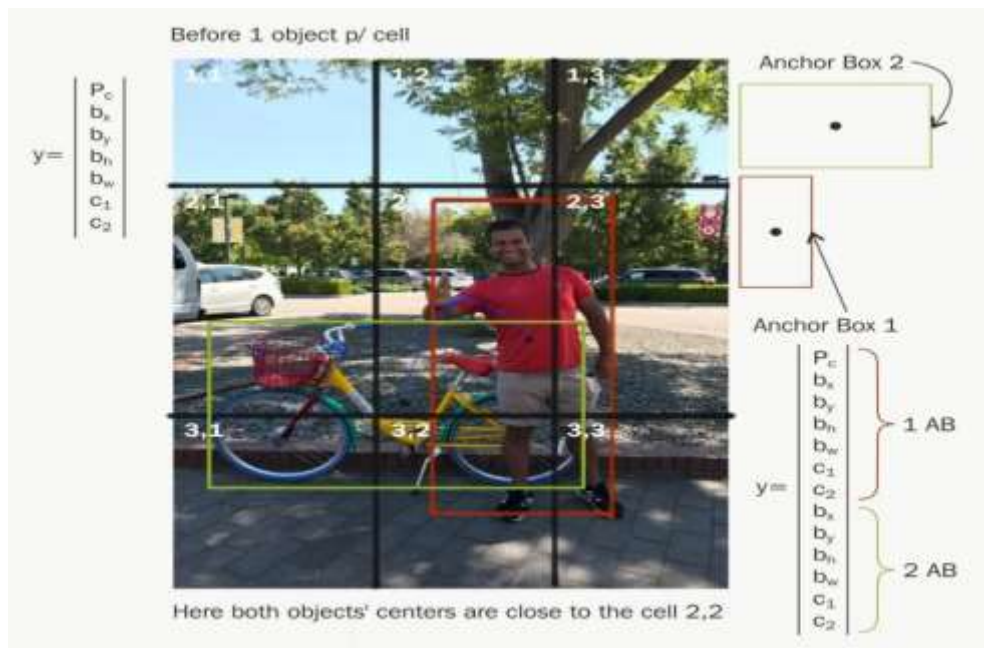 Before 1 object p/ cell
y=
Pc
bx
by
bh
bw
c1
c2
1,1
1,2
1,3
2,1
2
2,3
3,1
3,2
3,3
Anchor Box 2
Anchor Box 1
y=
Pc
bx
by
bh
bw
c1
c2
bx
by
bh
bw
c1
c2
1 AB
2 AB
Here both objects' centers are close to the cell 2,2